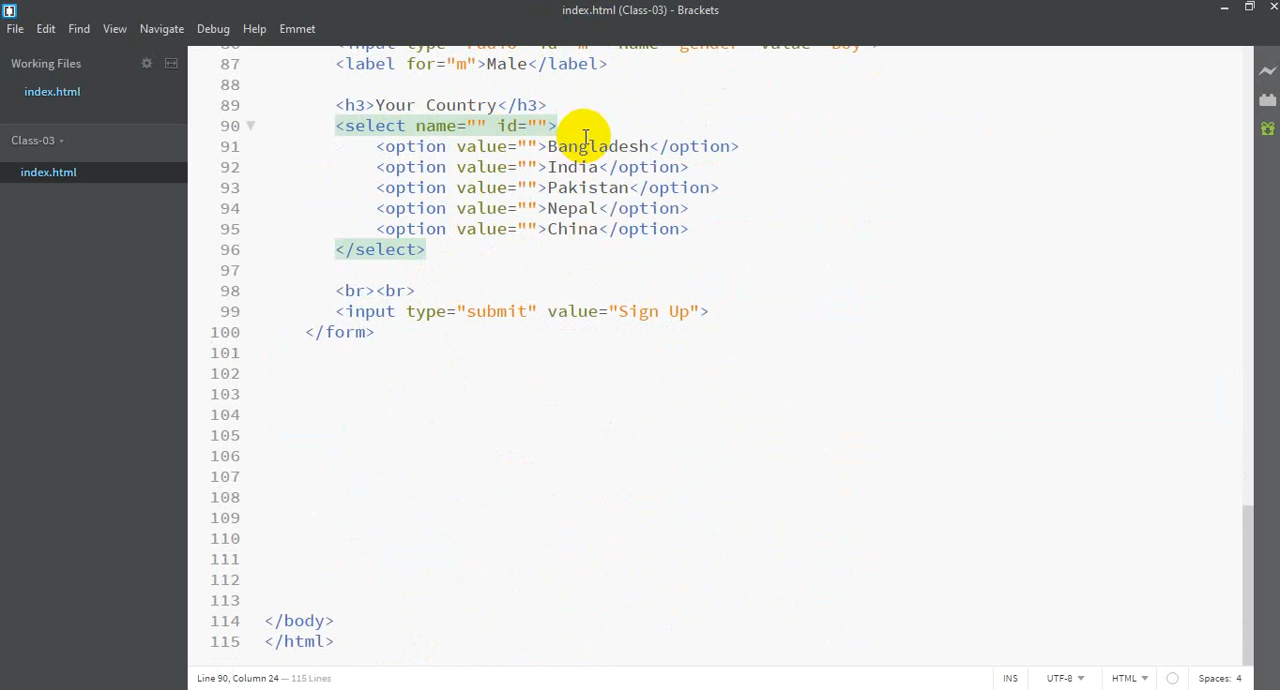 index.html (Class-03) - Brackets
File Edit Find View Navigate Debug Help Emmet
Working Files
index.html
Class-03
index.html
87 <label for="m">Male</label>
88
89 <h3>Your Country</h3>
90 <select name="" id="">
91 <option value="">Bangladesh</option>
92 <option value="">India</option>
93 <option value="">Pakistan</option>
94 <option value="">Nepal</option>
95 <option value="">China</option>
96 </select>
97
98 <br><br>
99 <input type="submit" value="Sign Up">
100 </form>
101
102
103
104
105
106
107
108
109
110
111
112
113
114 </body>
115 </html>
Line 90, Column 24 — 115 Lines
INS UTF-8 HTML Spaces: 4